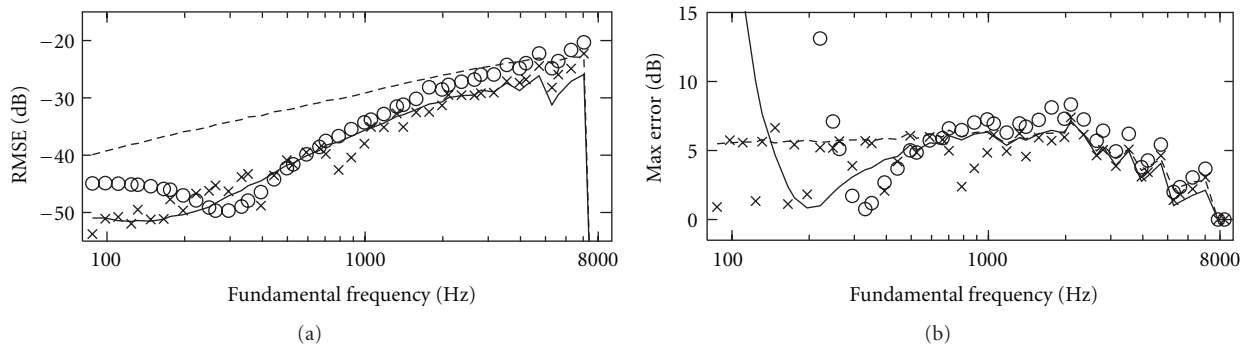 −20
−30
−40
−50
RMSE (dB)
100
1000
8000
Fundamental frequency (Hz)
(a)
15
10
5
0
Max error (dB)
100
1000
8000
Fundamental frequency (Hz)
(b)